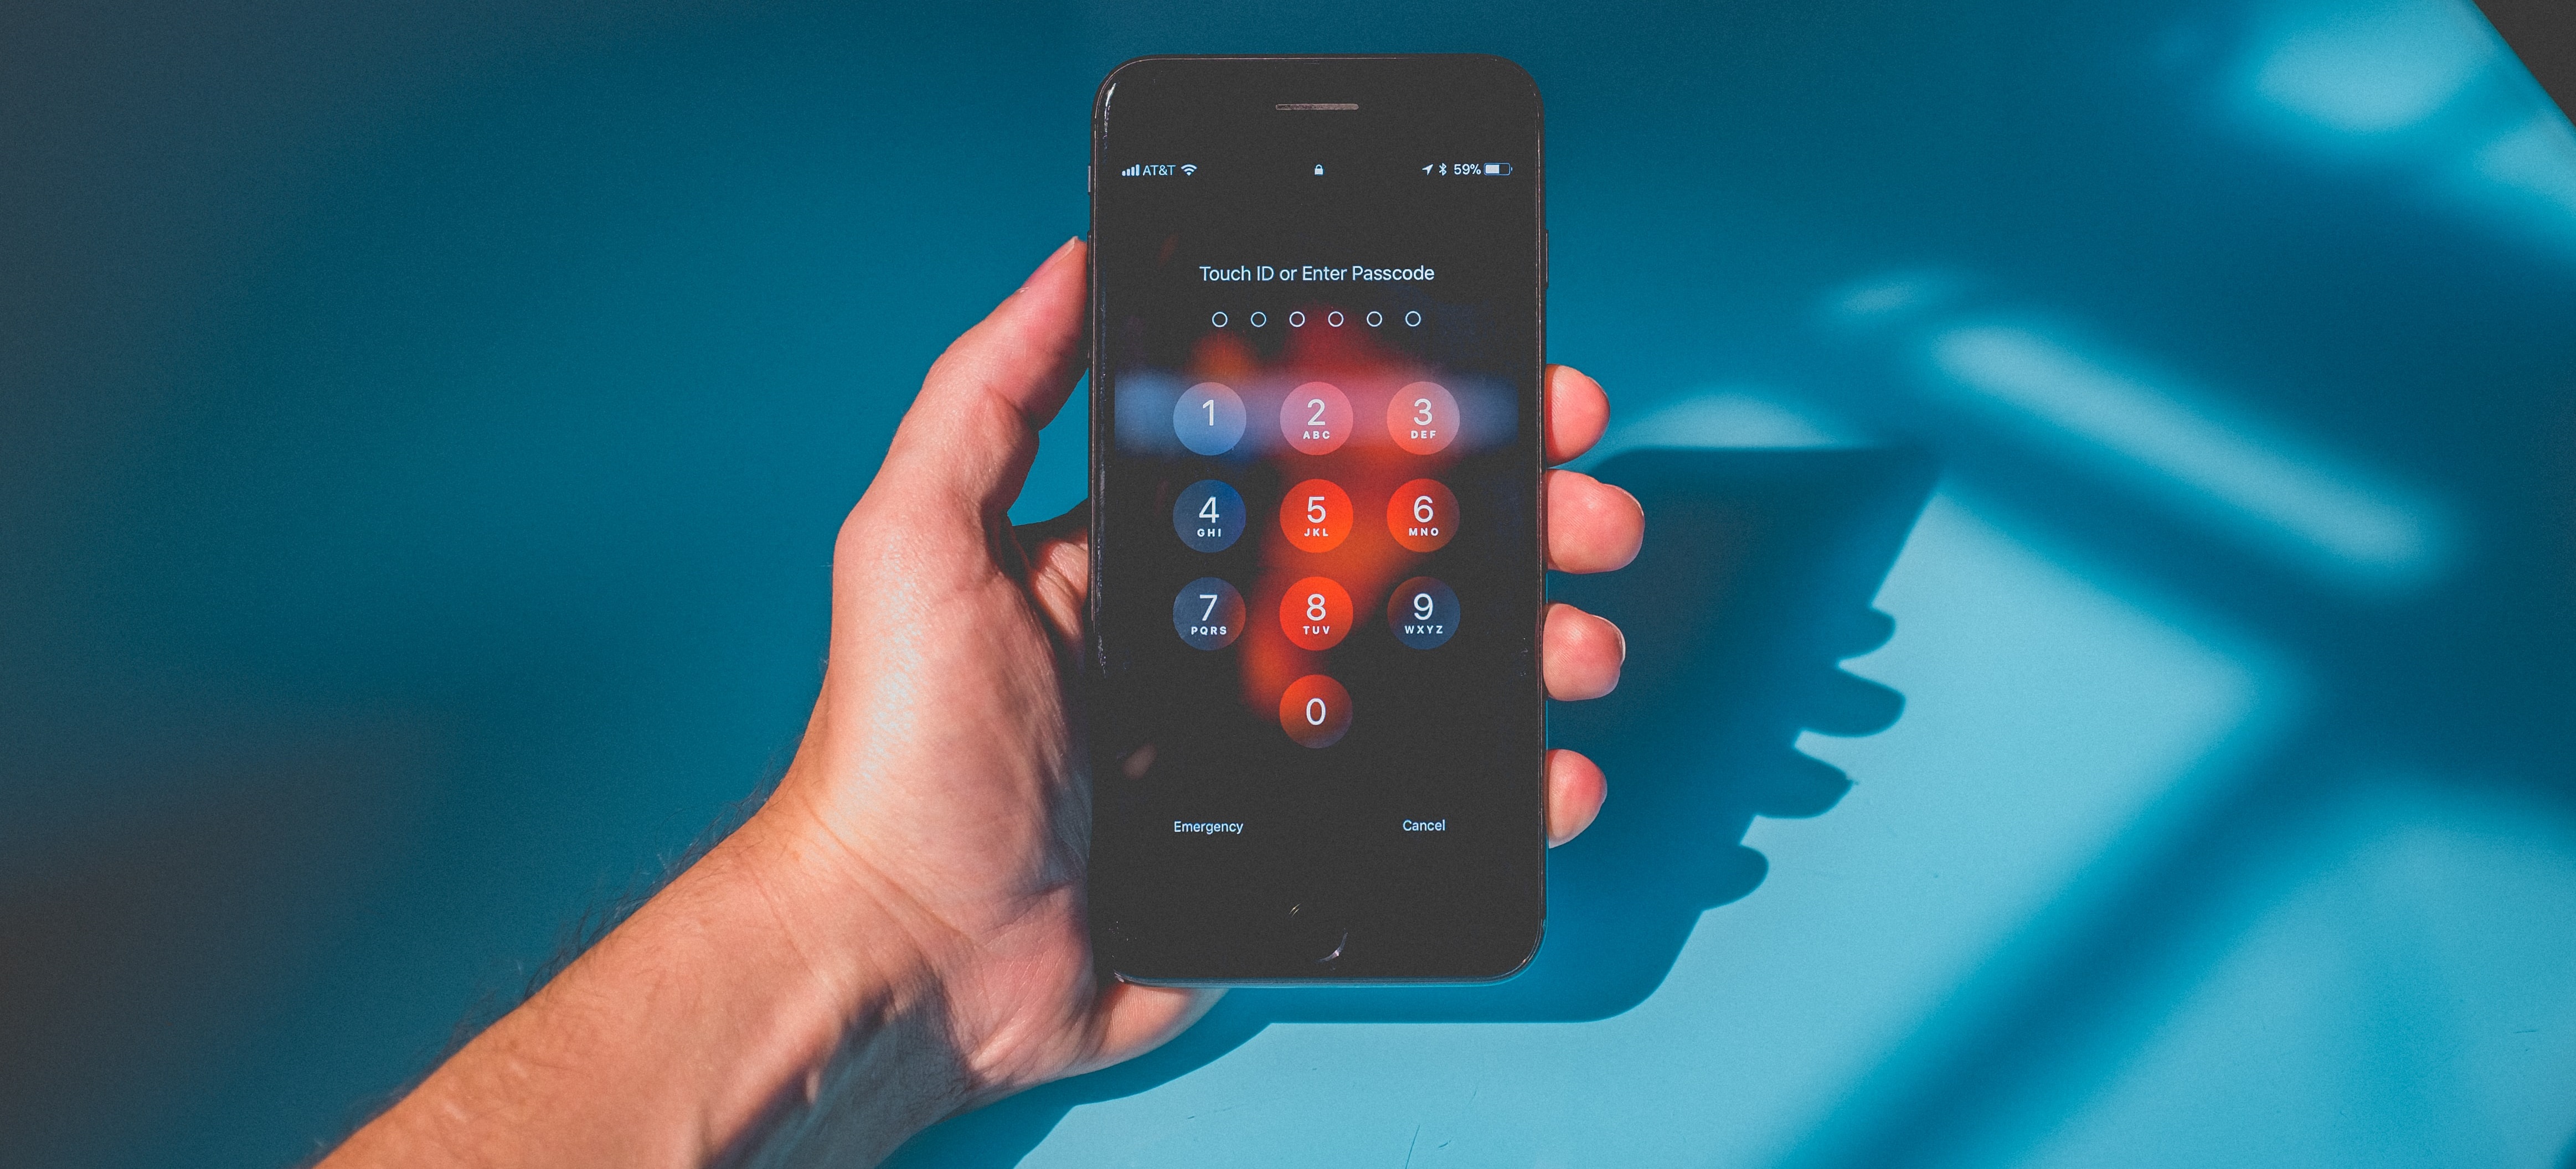 AT&T 59%
Touch ID or Enter Passcode
1 2 3
ABC DEF
4 5 6
GHI JKL MNO
7 8 9
PQRS TUV WXYZ
0
Emergency Cancel